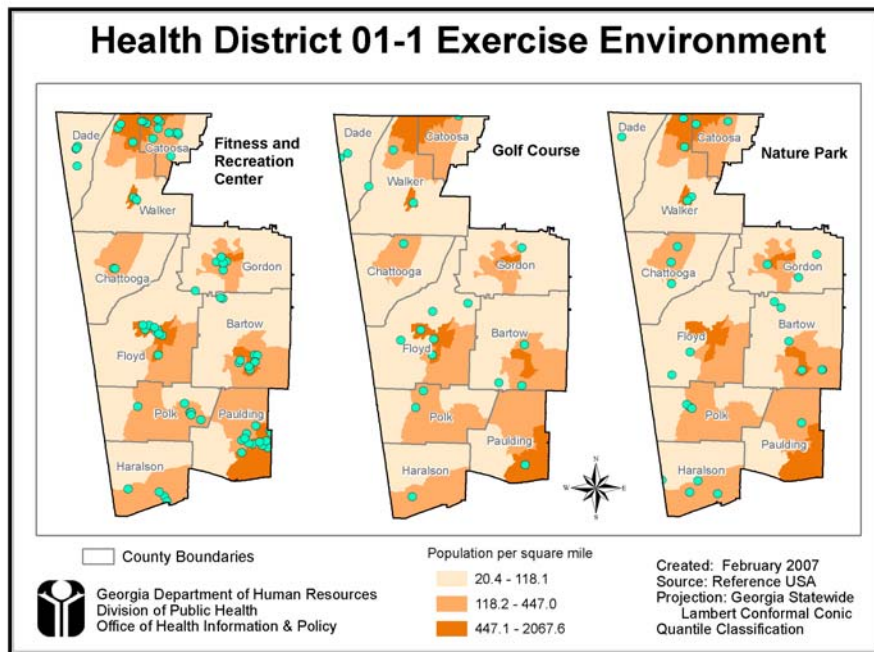 Health District 01-1 Exercise Environment
Dade
Catoosa
Fitness and
Recreation
Center
Walker
Chattooga
Gordon
Bartow
Floyd
Polk
Paulding
Haralson
Dade
Catoosa
Golf Course
Walker
Chattooga
Gordon
Bartow
Floyd
Polk
Paulding
Haralson
Dade
Catoosa
Nature Park
Walker
Chattooga
Gordon
Bartow
Floyd
Polk
Paulding
Haralson
N
W
E
S
County Boundaries
Georgia Department of Human Resources
Division of Public Health
Office of Health Information & Policy
Population per square mile
20.4 - 118.1
118.2 - 447.0
447.1 - 2067.6
Created: February 2007
Source: Reference USA
Projection: Georgia Statewide
Lambert Conformal Conic
Quantile Classification